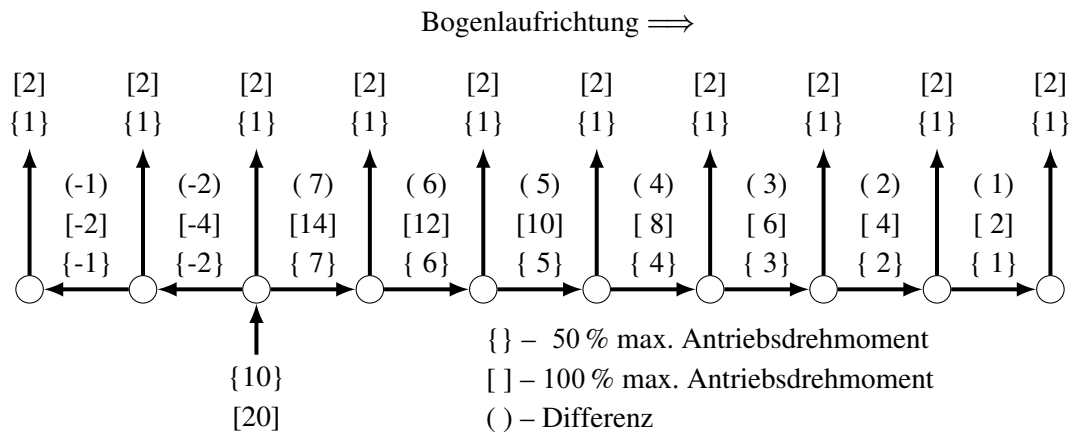 Bogenlaufrichtung ⟹
[2] [2] [2] [2] [2] [2] [2] [2] [2] [2]
{1} {1} {1} {1} {1} {1} {1} {1} {1} {1}
(-1) (-2) ( 7) ( 6) ( 5) ( 4) ( 3) ( 2) ( 1)
[-2] [-4] [14] [12] [10] [ 8] [ 6] [ 4] [ 2]
{-1} {-2} { 7} { 6} { 5} { 4} { 3} { 2} { 1}
{10}
[20]
{} – 50 % max. Antriebsdrehmoment
[ ] – 100 % max. Antriebsdrehmoment
( ) – Differenz